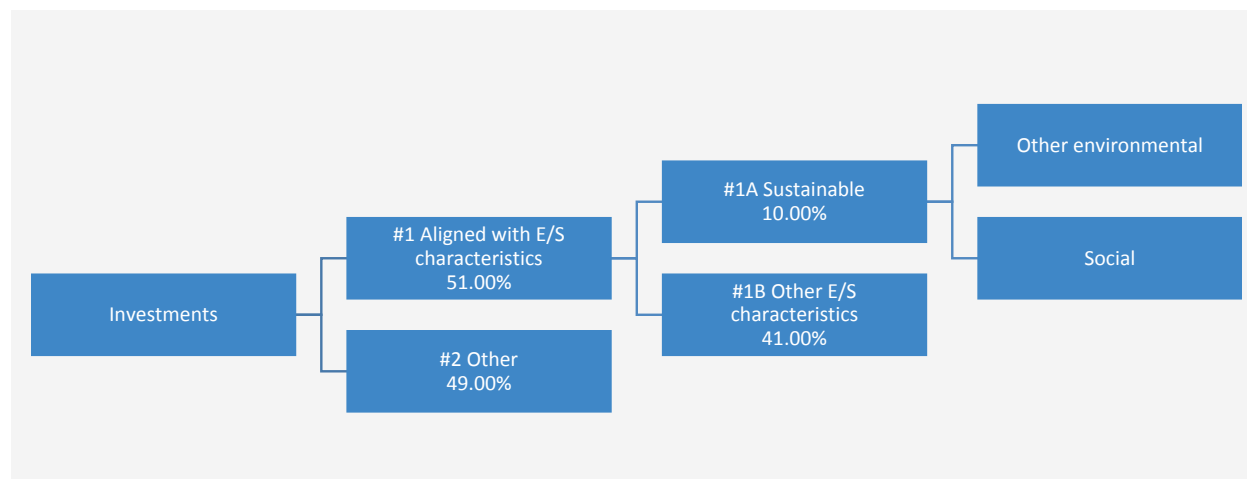 Investments
#1 Aligned with E/S
characteristics
51.00%
#2 Other
49.00%
#1A Sustainable
10.00%
#1B Other E/S
characteristics
41.00%
Other environmental
Social